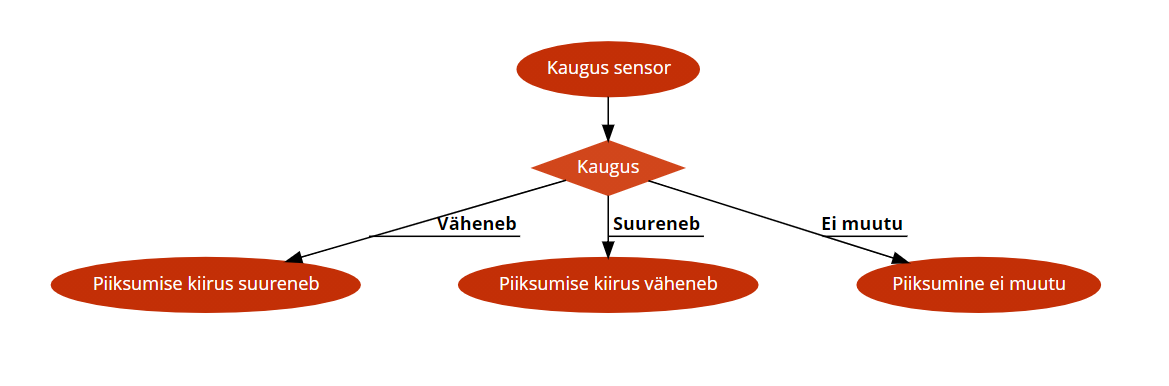 Kaugus sensor
Kaugus
Väheneb
Suureneb
Ei muutu
Piiksumise kiirus suureneb
Piiksumise kiirus väheneb
Piiksumine ei muutu